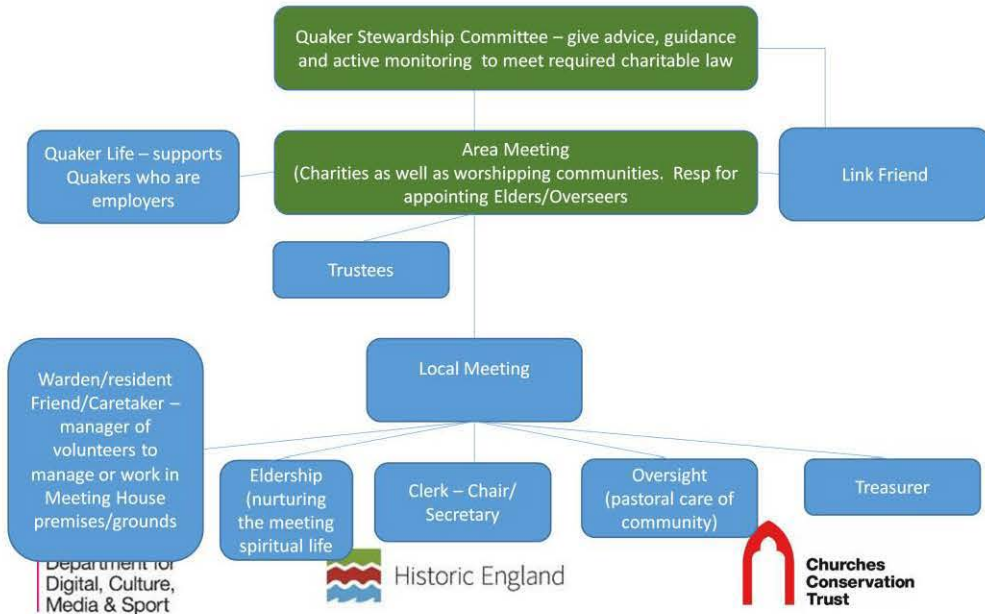 Quaker Stewardship Committee – give advice, guidance
and active monitoring to meet required charitable law
Quaker Life – supports
Quakers who are
employers
Area Meeting
(Charities as well as worshipping communities. Resp for
appointing Elders/Overseers
Link Friend
Trustees
Local Meeting
Warden/resident
Friend/Caretaker –
manager of
volunteers to
manage or work in
Meeting House
premises/grounds
Eldership
(nurturing
the meeting
spiritual life
Clerk – Chair/
Secretary
Oversight
(pastoral care of
community)
Treasurer
Department for
Digital, Culture,
Media & Sport
Historic England
Churches
Conservation
Trust